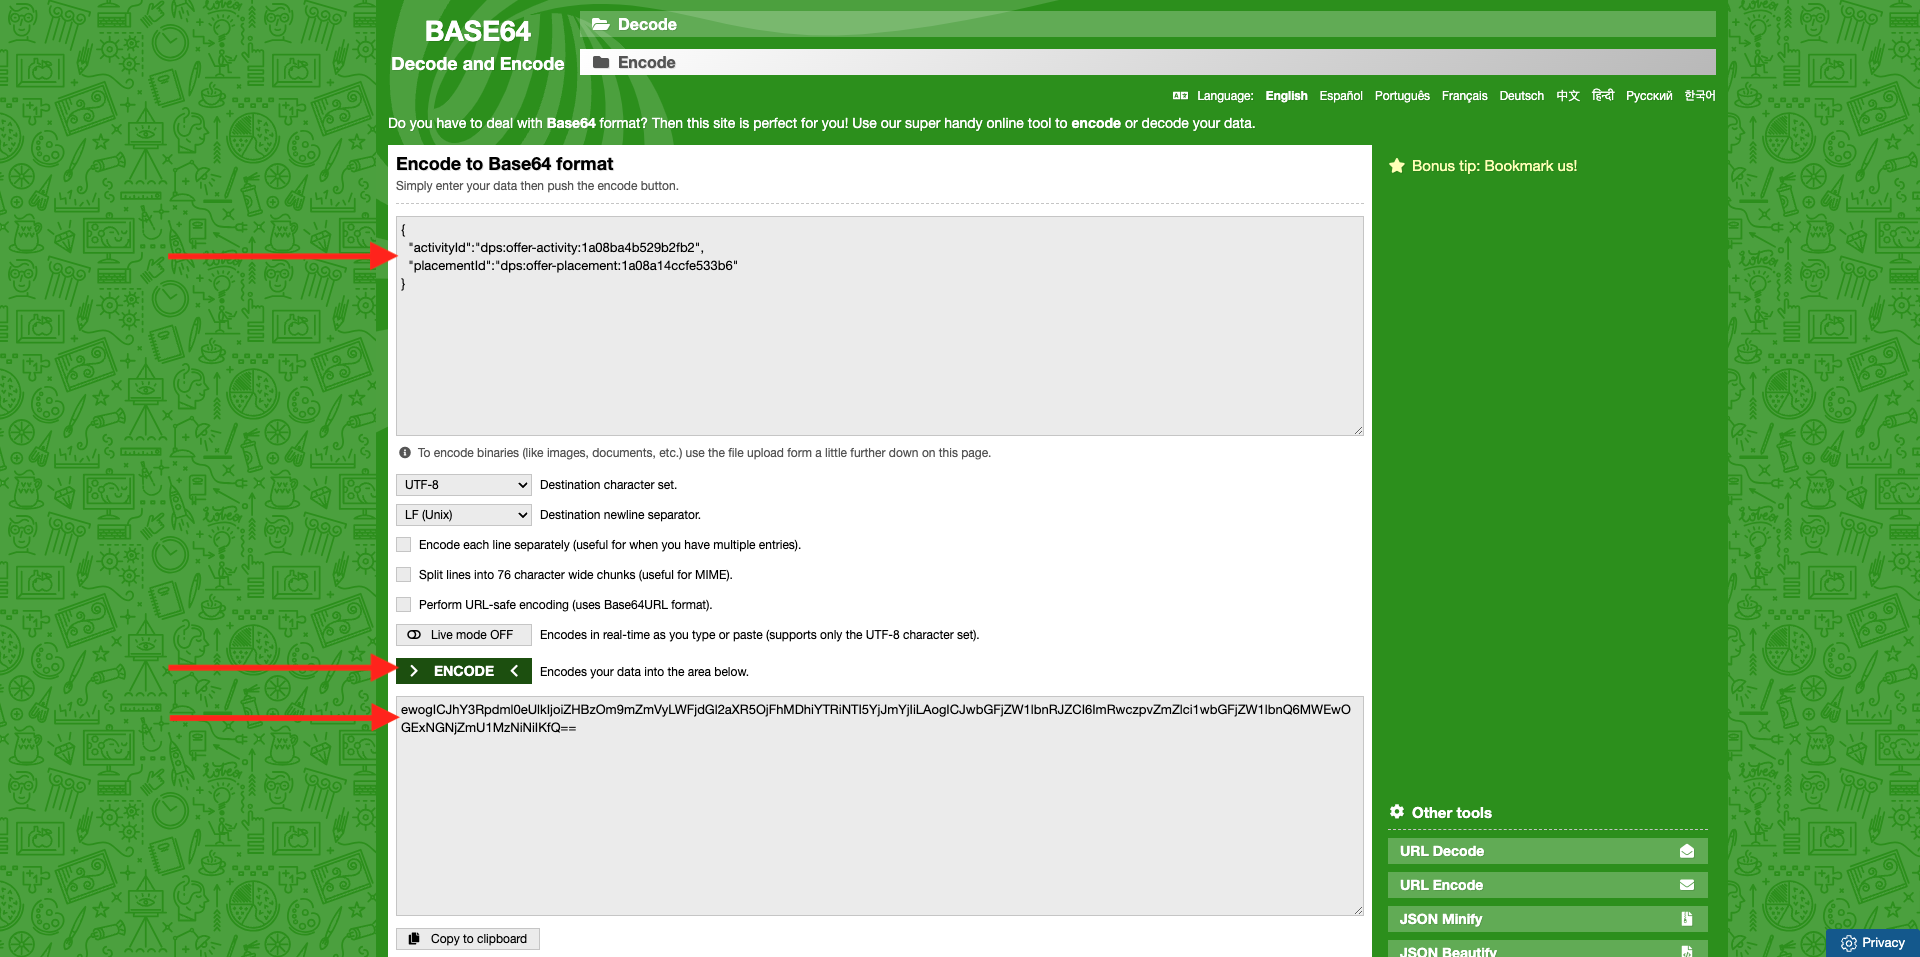 BASE64
Decode and Encode
Decode
Encode
Language: English Español Português Français Deutsch 中文 हिन्दी Русский 한국어
Do you have to deal with Base64 format? Then this site is perfect for you! Use our super handy online tool to encode or decode your data.
Encode to Base64 format
Simply enter your data then push the encode button.
{
"activityId":"dps:offer-activity:1a08ba4b529b2fb2",
"placementId":"dps:offer-placement:1a08a14ccfe533b6"
}
To encode binaries (like images, documents, etc.) use the file upload form a little further down on this page.
UTF-8 Destination character set.
LF (Unix) Destination newline separator.
Encode each line separately (useful for when you have multiple entries).
Split lines into 76 character wide chunks (useful for MIME).
Perform URL-safe encoding (uses Base64URL format).
Live mode OFF Encodes in real-time as you type or paste (supports only the UTF-8 character set).
ENCODE Encodes your data into the area below.
ewogICJhY3Rpdml0eUlkIjoiZHBzOm9mZmVyLWFjdGl2aXR5OjFhMDhiYTRiNTI5YjJmYjIiLAogICJwbGFjZW1lbnRJZCI6ImRwczpvZmZlci1wbGFjZW1lbnQ6MWEwO
GExNGNjZmU1MzNiNiIKfQ==
Copy to clipboard
Bonus tip: Bookmark us!
Other tools
URL Decode
URL Encode
JSON Minify
JSON Beautify
Privacy